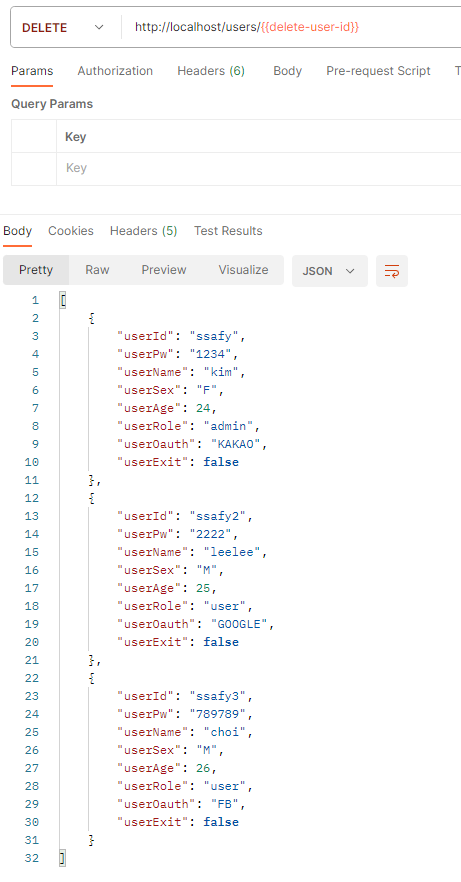 DELETE http://localhost/users/{{delete-user-id}}
Params Authorization Headers (6) Body Pre-request Script T
Query Params
Key
Key
Body Cookies Headers (5) Test Results
Pretty Raw Preview Visualize JSON
1 [
2 {
3 "userId": "ssafy",
4 "userPw": "1234",
5 "userName": "kim",
6 "userSex": "F",
7 "userAge": 24,
8 "userRole": "admin",
9 "userOauth": "KAKAO",
10 "userExit": false
11 },
12 {
13 "userId": "ssafy2",
14 "userPw": "2222",
15 "userName": "leelee",
16 "userSex": "M",
17 "userAge": 25,
18 "userRole": "user",
19 "userOauth": "GOOGLE",
20 "userExit": false
21 },
22 {
23 "userId": "ssafy3",
24 "userPw": "789789",
25 "userName": "choi",
26 "userSex": "M",
27 "userAge": 26,
28 "userRole": "user",
29 "userOauth": "FB",
30 "userExit": false
31 }
32 ]